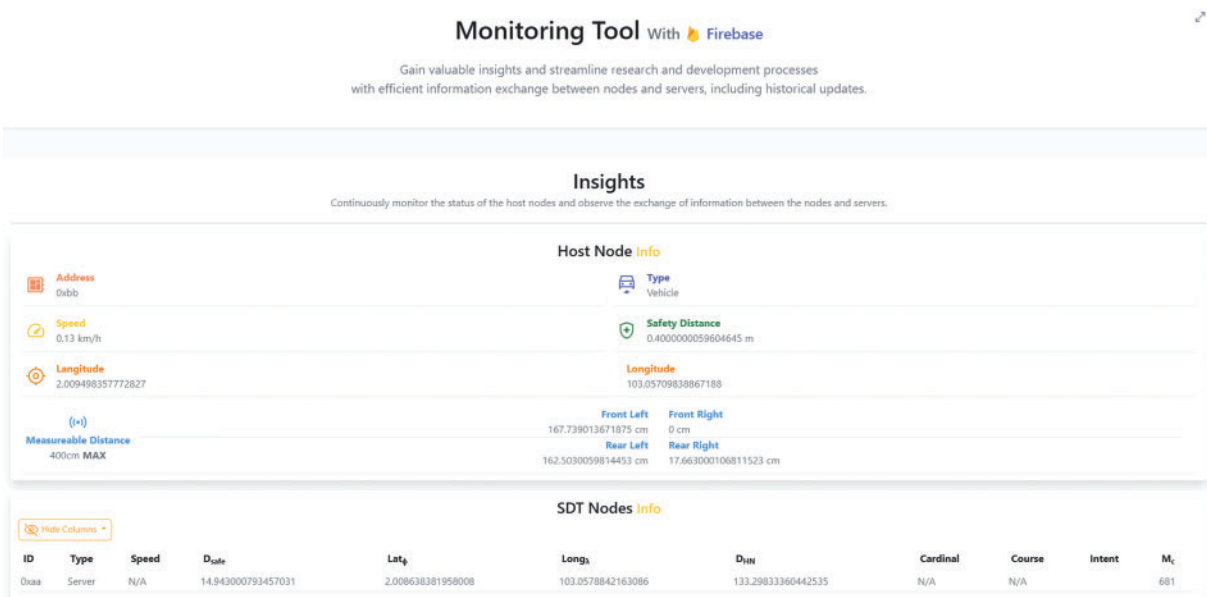 Monitoring Tool With Firebase
Gain valuable insights and streamline research and development processes
with efficient information exchange between nodes and servers, including historical updates.
Insights
Continuously monitor the status of the host nodes and observe the exchange of information between the nodes and servers.
Host Node Info
Address
0xbb
Type
Vehicle
Speed
0.13 km/h
Safety Distance
0.4000000059604645 m
Langitude
2.009498357772827
Longitude
103.05709838867188
Measureable Distance
400cm MAX
Front Left Front Right
167.739013671875 cm 0 cm
Rear Left Rear Right
162.5030059814453 cm 17.663000106811523 cm
SDT Nodes Info
Hide Columns
ID Type Speed Dsafe Latϕ Longλ DHN Cardinal Course Intent Mc
0xaa Server N/A 14.943000793457031 2.008638381958008 103.0578842163086 133.29833360442535 N/A N/A 681